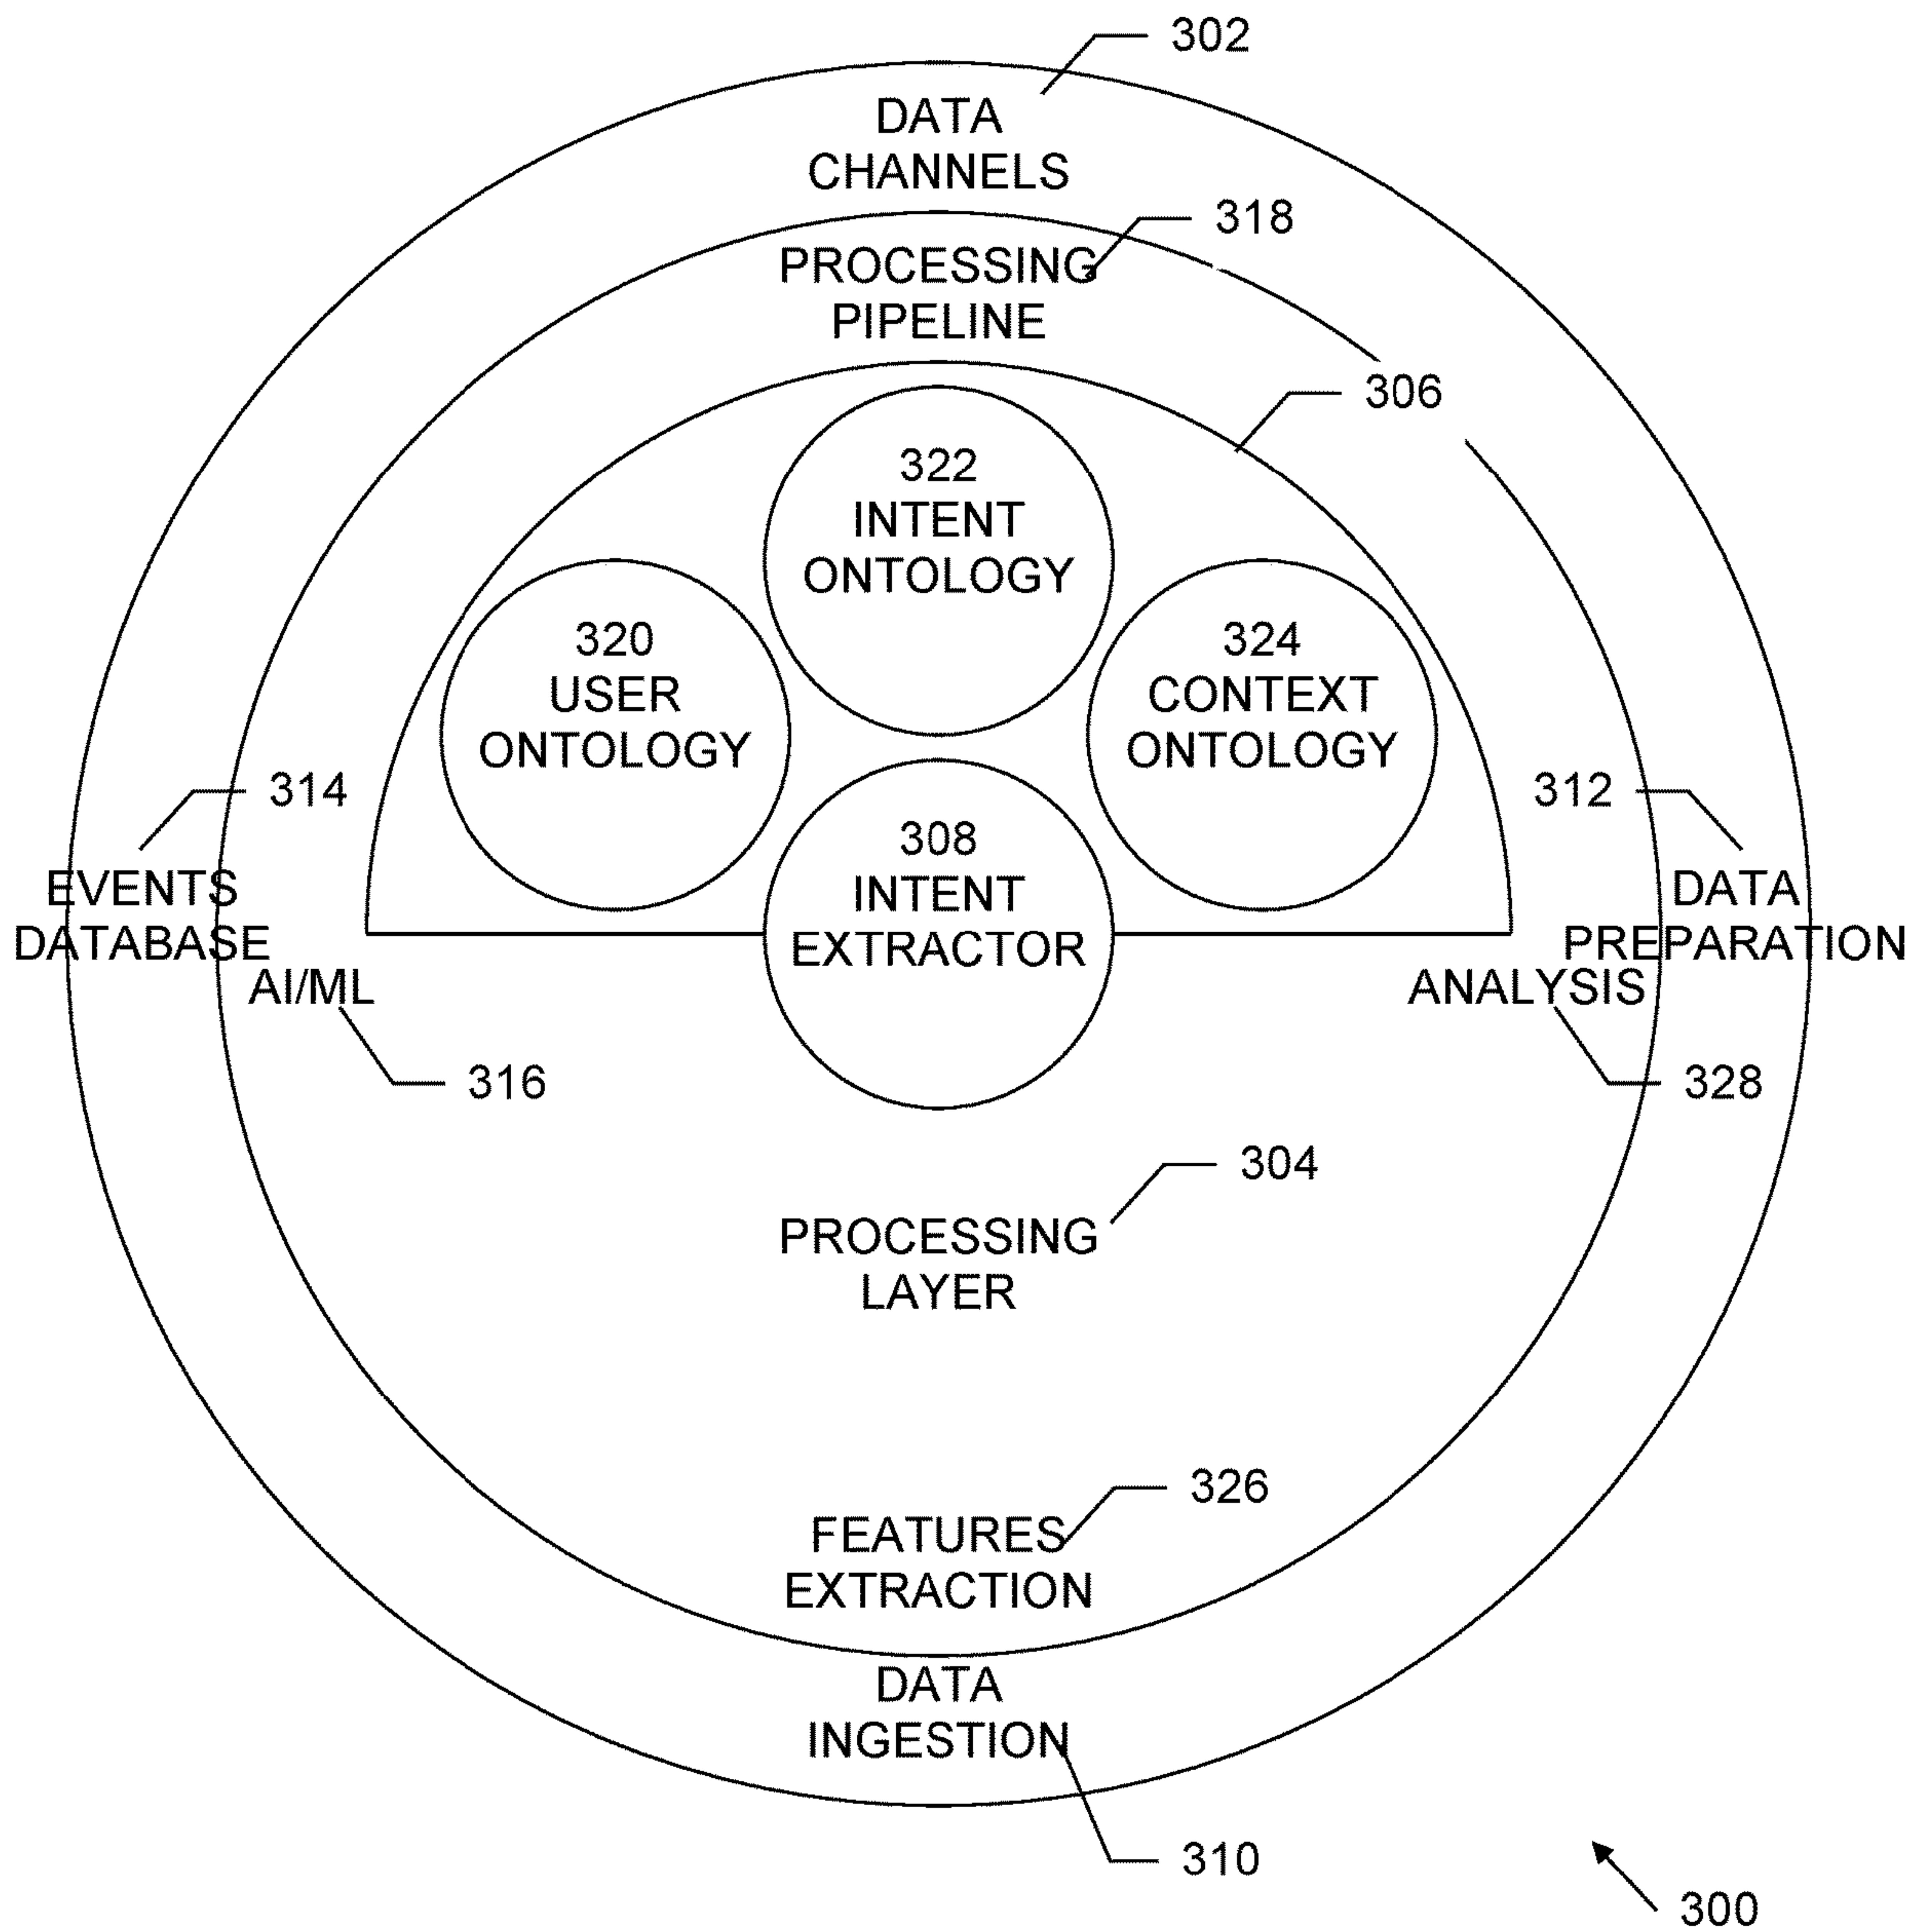 302
DATA
CHANNELS
318
PROCESSING
PIPELINE
306
322
INTENT
ONTOLOGY
320
USER
ONTOLOGY
324
CONTEXT
ONTOLOGY
314
EVENTS
DATABASE
308
INTENT
EXTRACTOR
312
DATA
PREPARATION
AI/ML
316
ANALYSIS
328
304
PROCESSING
LAYER
326
FEATURES
EXTRACTION
DATA
INGESTION
310
300